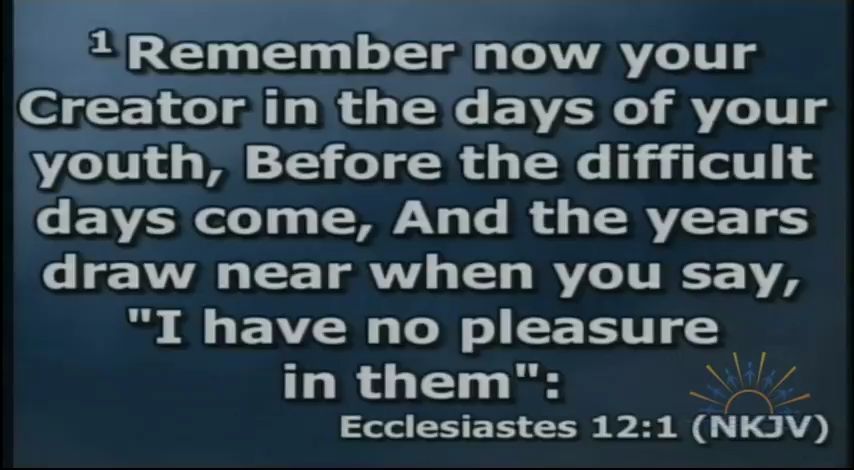 1 Remember now your
Creator in the days of your
youth, Before the difficult
days come, And the years
draw near when you say,
"I have no pleasure
in them":
Ecclesiastes 12:1 (NKJV)